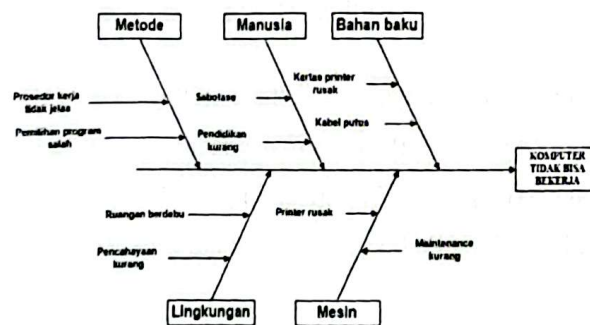 Metode
Manusia
Bahan baku
Prosedur kerja
tidak jelas
Pemilihan program
salah
Sabotase
Pendidikan
kurang
Kertas printer
rusak
Kabel putus
KOMPUTER
TIDAK BISA
BEKERJA
Ruangan berdebu
Pencahayaan
kurang
Printer rusak
Maintenance
kurang
Lingkungan
Mesin